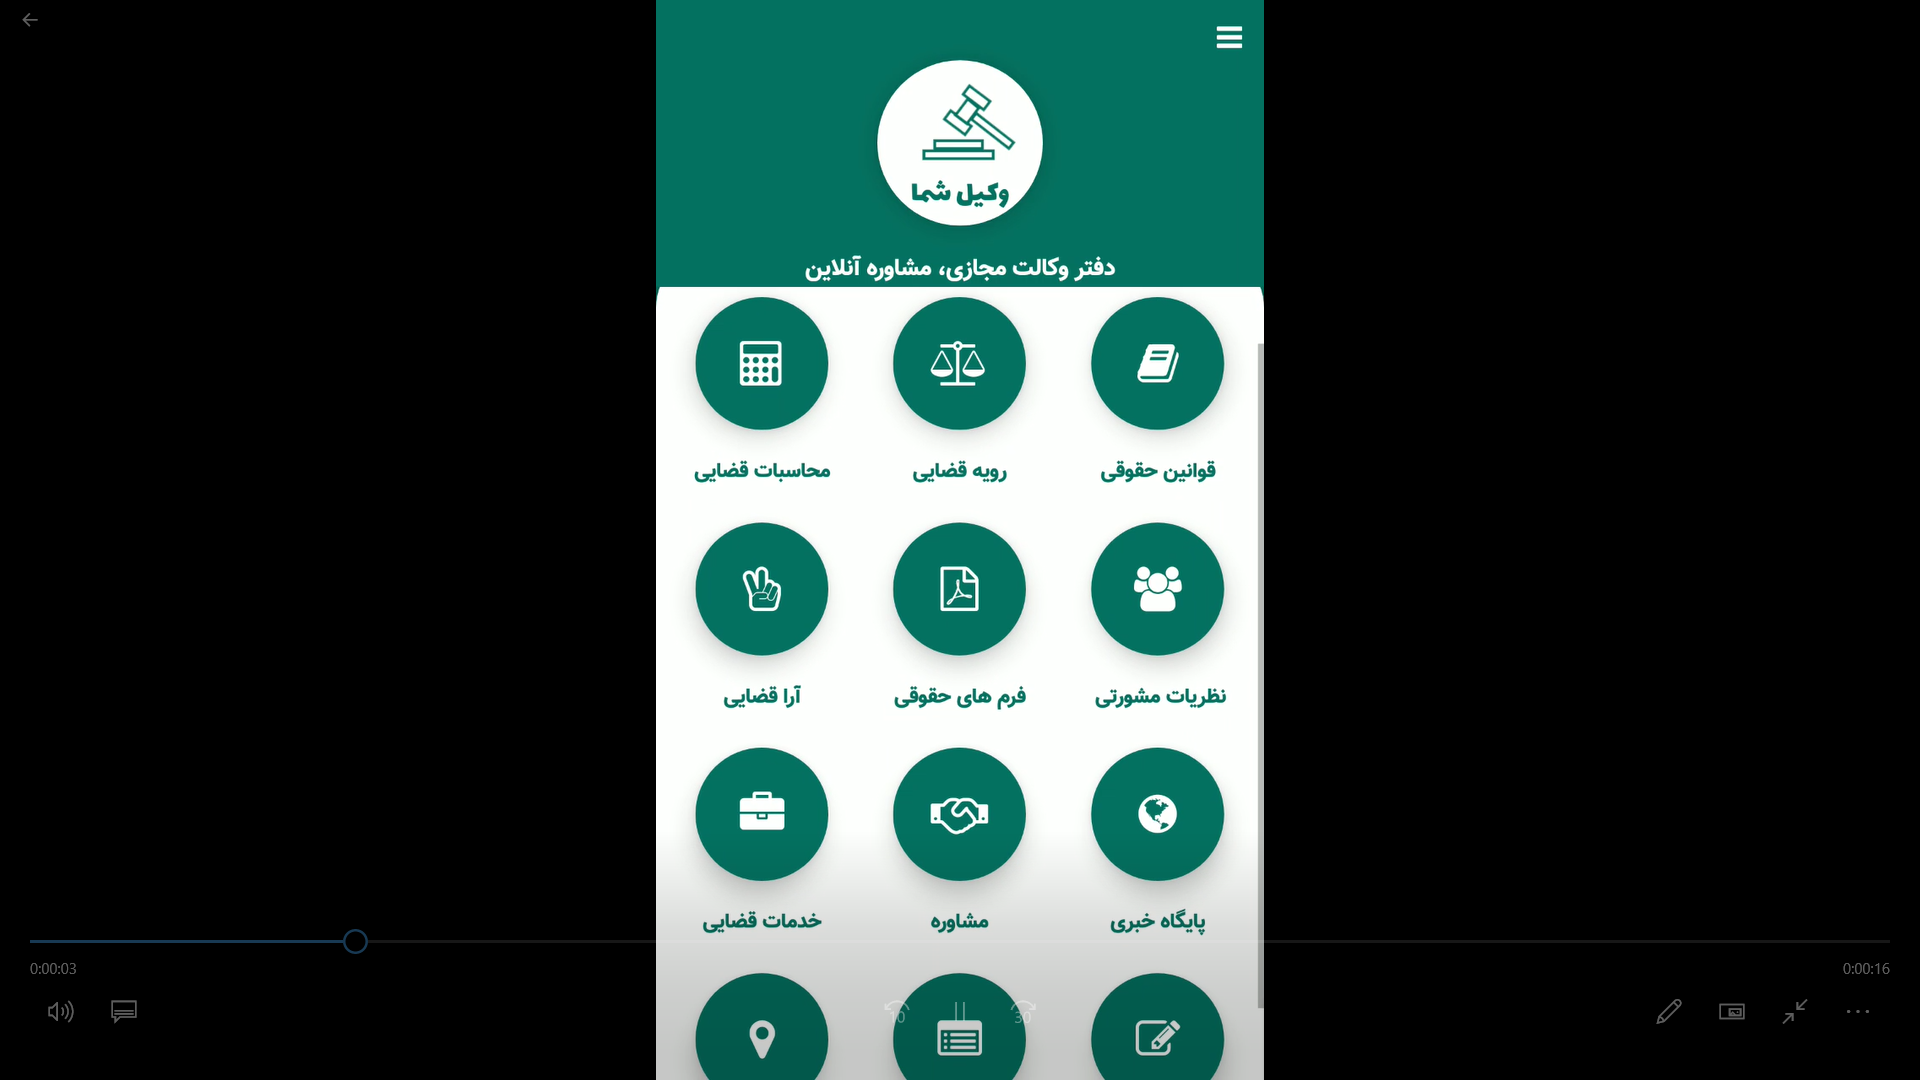 وکیل شما
دفتر وکالت مجازی، مشاوره آنلاین
قوانین حقوقی
رویه قضایی
محاسبات قضایی
نظریات مشورتی
فرم های حقوقی
آرا قضایی
پایگاه خبری
مشاوره
خدمات قضایی
0:00:03
0:00:16
10
30